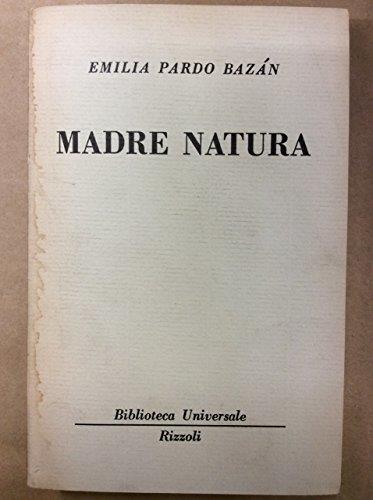 EMILIA PARDO BAZÁN
MADRE NATURA
Biblioteca Universale
Rizzoli